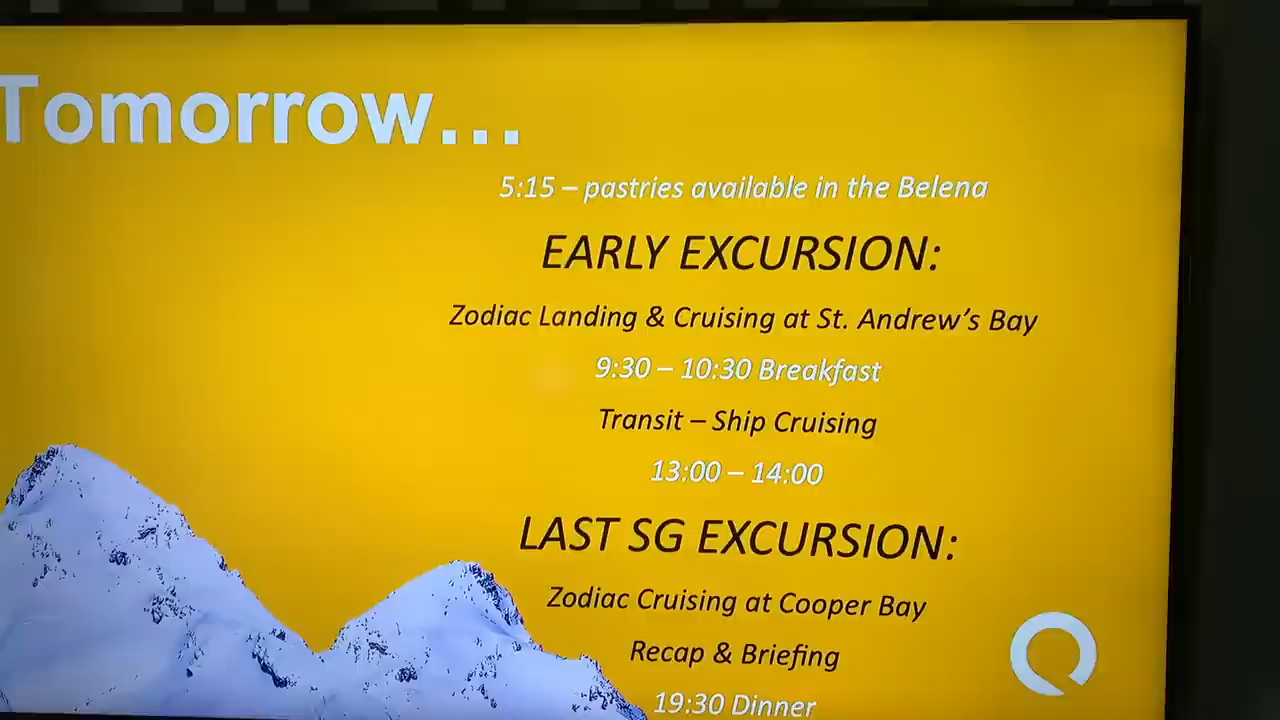 Tomorrow...
5:15 – pastries available in the Belena
EARLY EXCURSION:
Zodiac Landing & Cruising at St. Andrew's Bay
9:30 – 10:30 Breakfast
Transit – Ship Cruising
13:00 – 14:00
LAST SG EXCURSION:
Zodiac Cruising at Cooper Bay
Recap & Briefing
19:30 Dinner